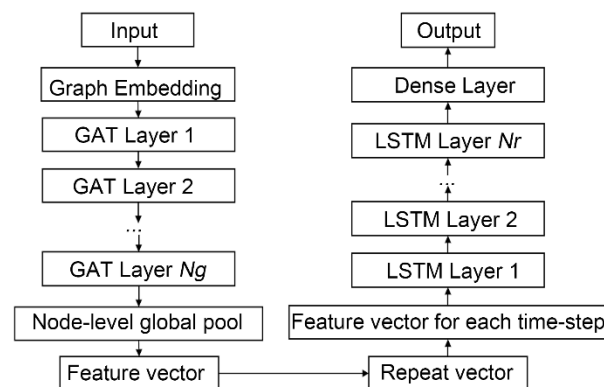 Input
Graph Embedding
GAT Layer 1
GAT Layer 2
...
GAT Layer Ng
Node-level global pool
Feature vector
Repeat vector
Feature vector for each time-step
LSTM Layer 1
LSTM Layer 2
...
LSTM Layer Nr
Dense Layer
Output